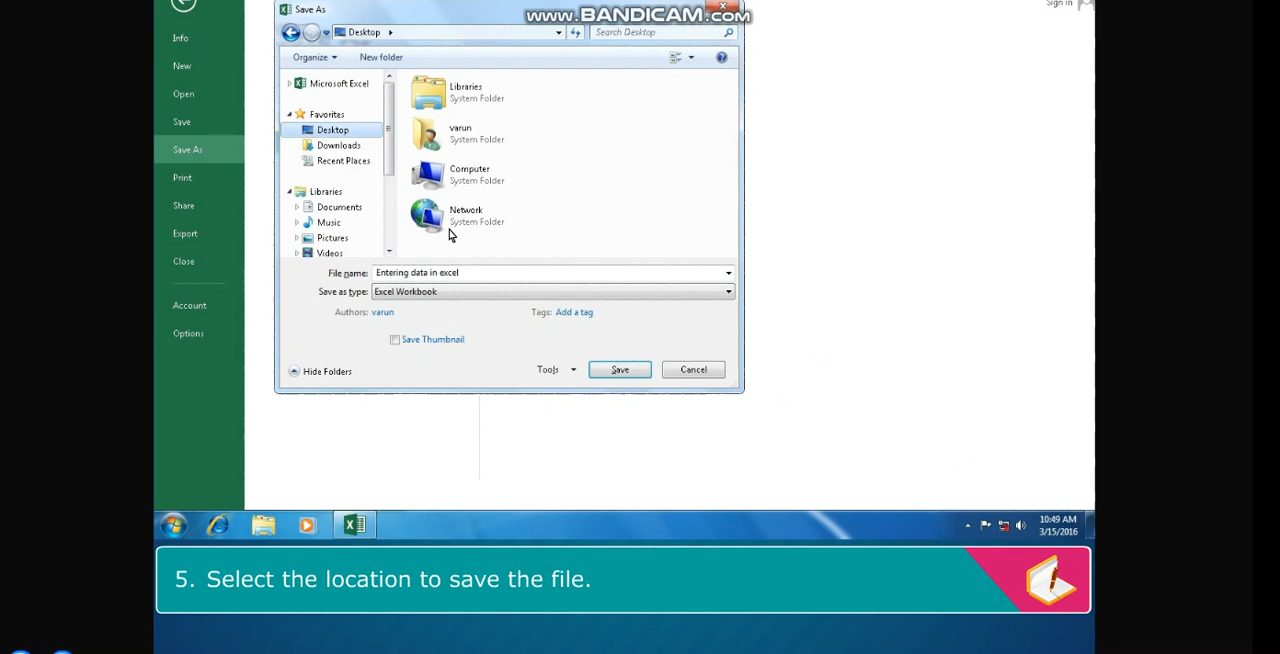 Save As
www.BANDICAM.com
Sign in
Desktop
Search Desktop
Organize
New folder
Info
New
Open
Save
Save As
Print
Share
Export
Close
Account
Options
Microsoft Excel
Favorites
Desktop
Downloads
Recent Places
Libraries
Documents
Music
Pictures
Videos
Libraries
System Folder
varun
System Folder
Computer
System Folder
Network
System Folder
File name: Entering data in excel
Save as type: Excel Workbook
Authors: varun
Tags: Add a tag
Save Thumbnail
Hide Folders
Tools
Save
Cancel
10:49 AM
3/15/2016
5. Select the location to save the file.